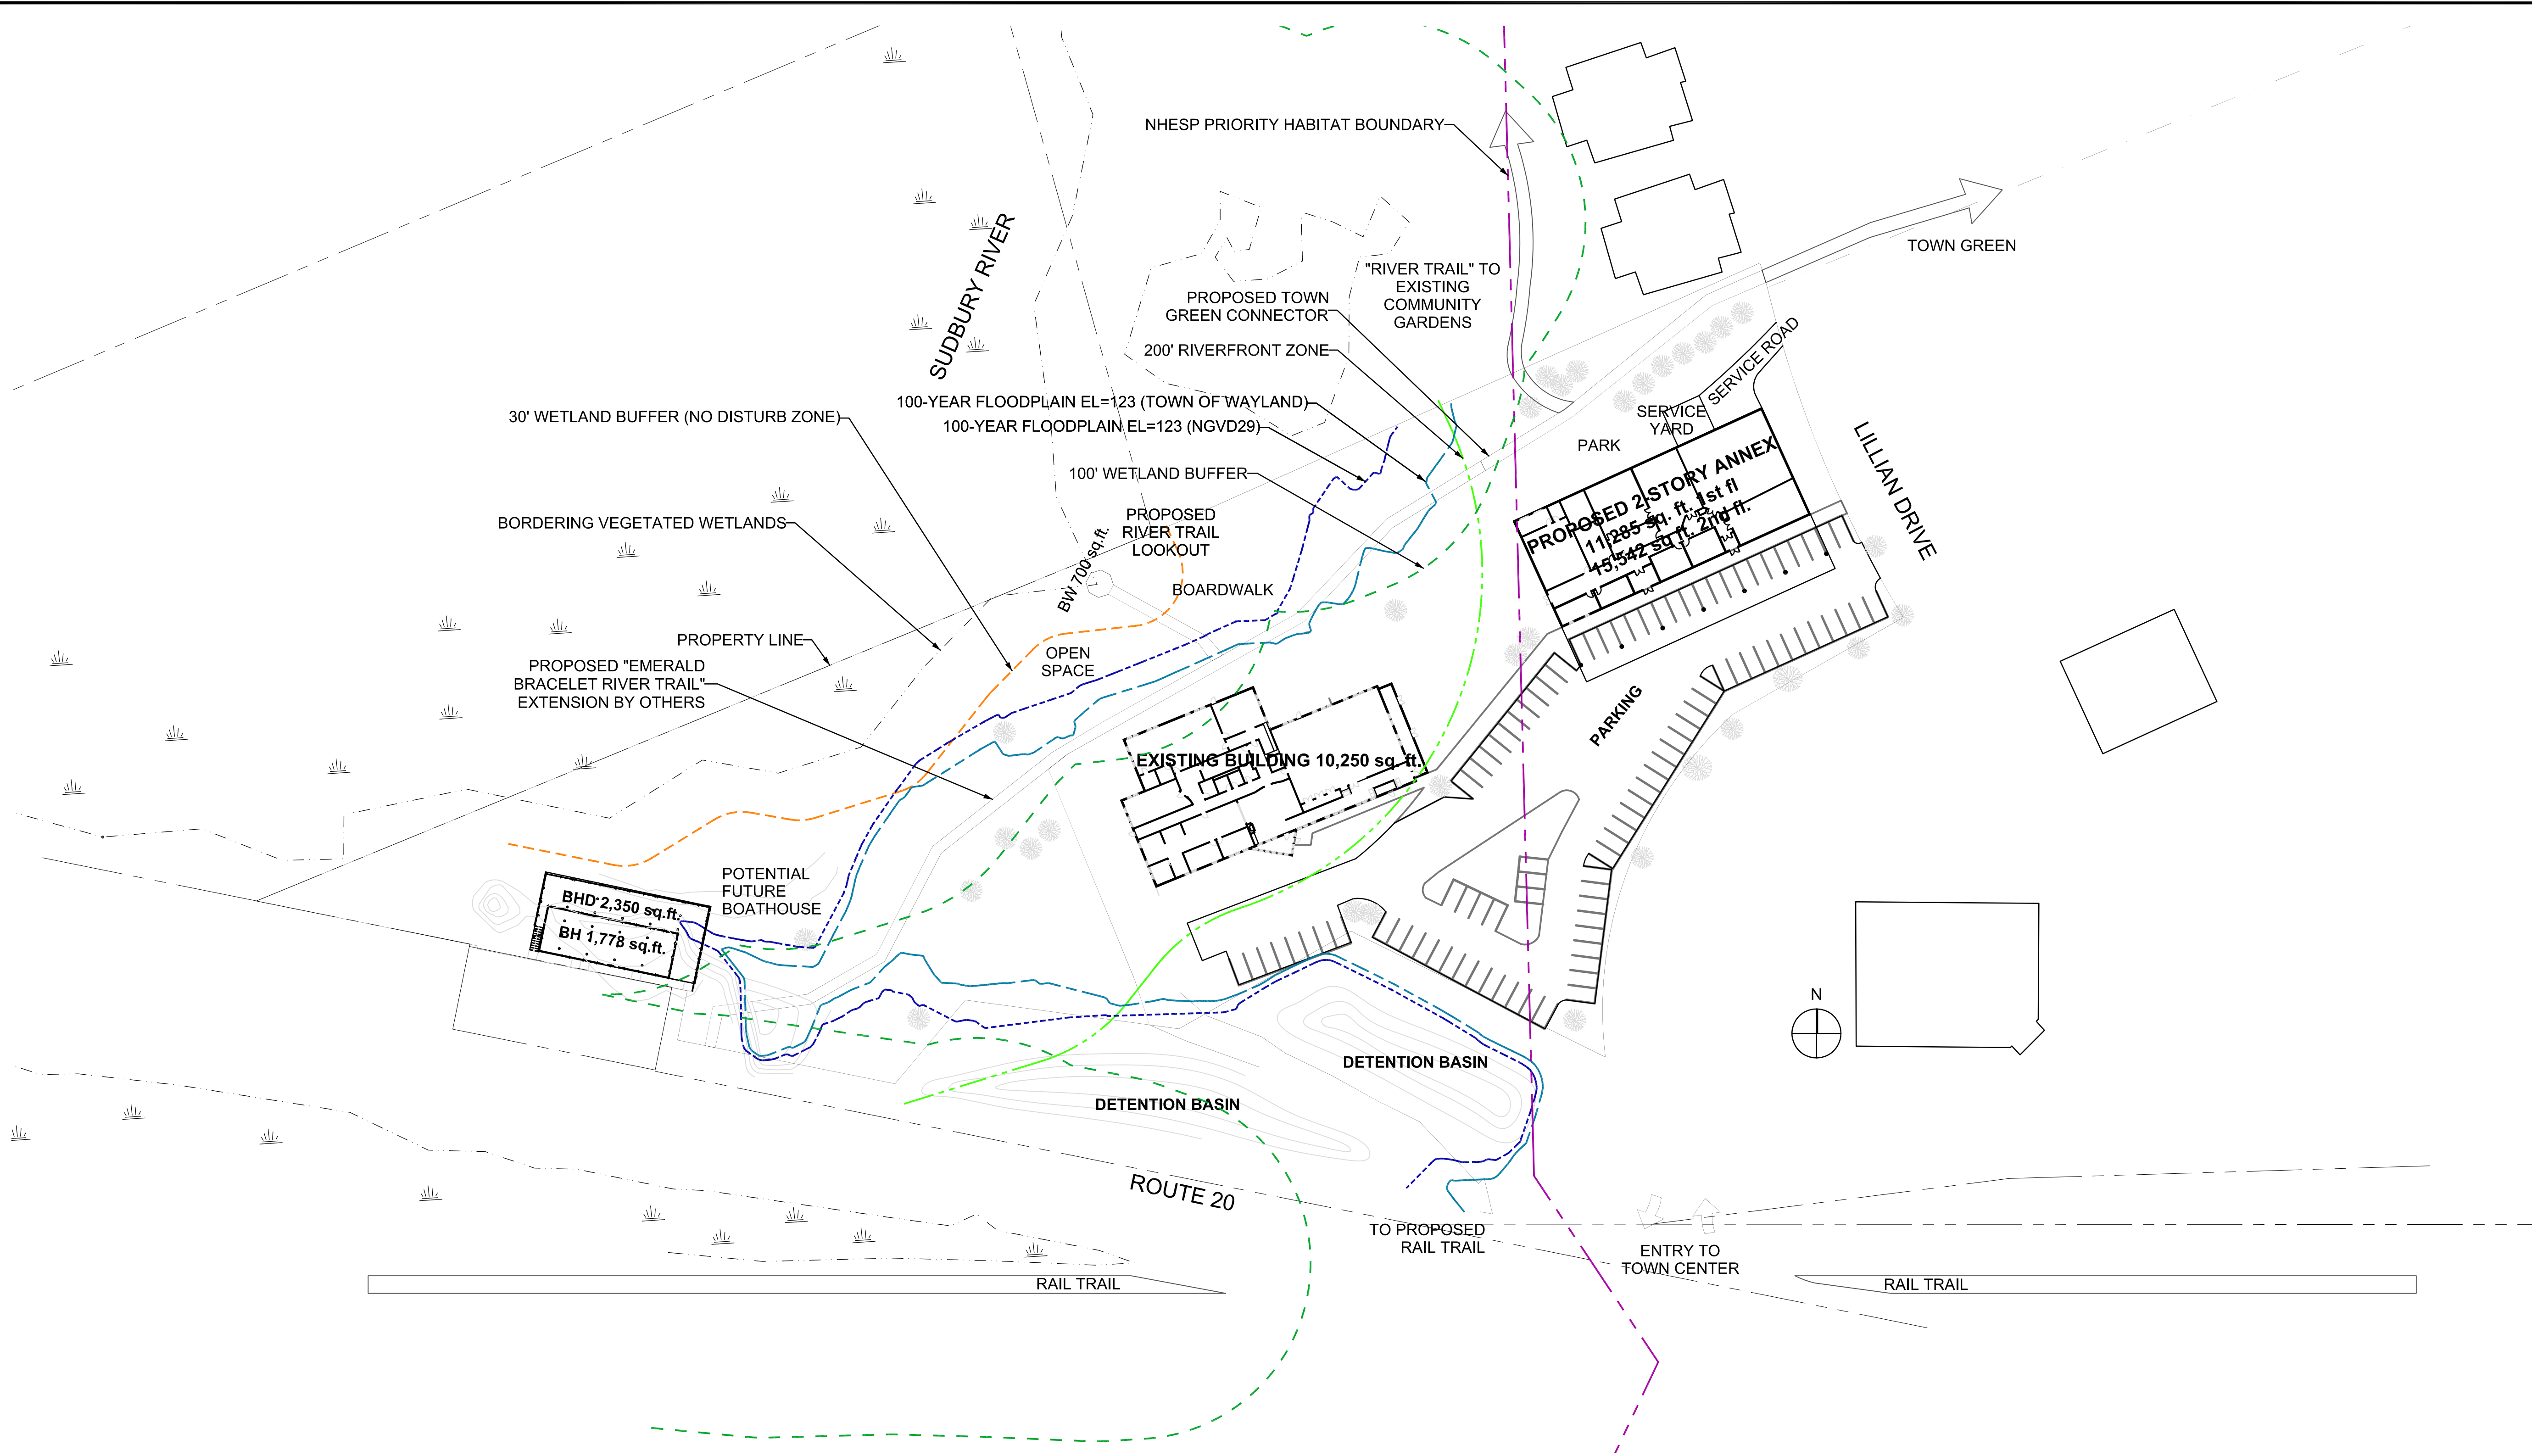 NHESP PRIORITY HABITAT BOUNDARY
SUDBURY RIVER
TOWN GREEN
"RIVER TRAIL" TO
EXISTING
COMMUNITY
GARDENS
PROPOSED TOWN
GREEN CONNECTOR
200' RIVERFRONT ZONE
100-YEAR FLOODPLAIN EL=123 (TOWN OF WAYLAND)
100-YEAR FLOODPLAIN EL=123 (NGVD29)
100' WETLAND BUFFER
30' WETLAND BUFFER (NO DISTURB ZONE)
BORDERING VEGETATED WETLANDS
PROPERTY LINE
PROPOSED "EMERALD
BRACELET RIVER TRAIL"
EXTENSION BY OTHERS
SERVICE ROAD
SERVICE
YARD
PARK
LILLIAN DRIVE
PROPOSED 2-STORY ANNEX
11,285 sq. ft. 1st fl
15,542 sq ft. 2nd fl.
PROPOSED
RIVER TRAIL
LOOKOUT
BW 700 sq.ft.
BOARDWALK
OPEN
SPACE
PARKING
EXISTING BUILDING 10,250 sq. ft.
POTENTIAL
FUTURE
BOATHOUSE
BHD 2,350 sq.ft.
BH 1,778 sq.ft.
N
DETENTION BASIN
DETENTION BASIN
ROUTE 20
TO PROPOSED
RAIL TRAIL
ENTRY TO
TOWN CENTER
RAIL TRAIL
RAIL TRAIL